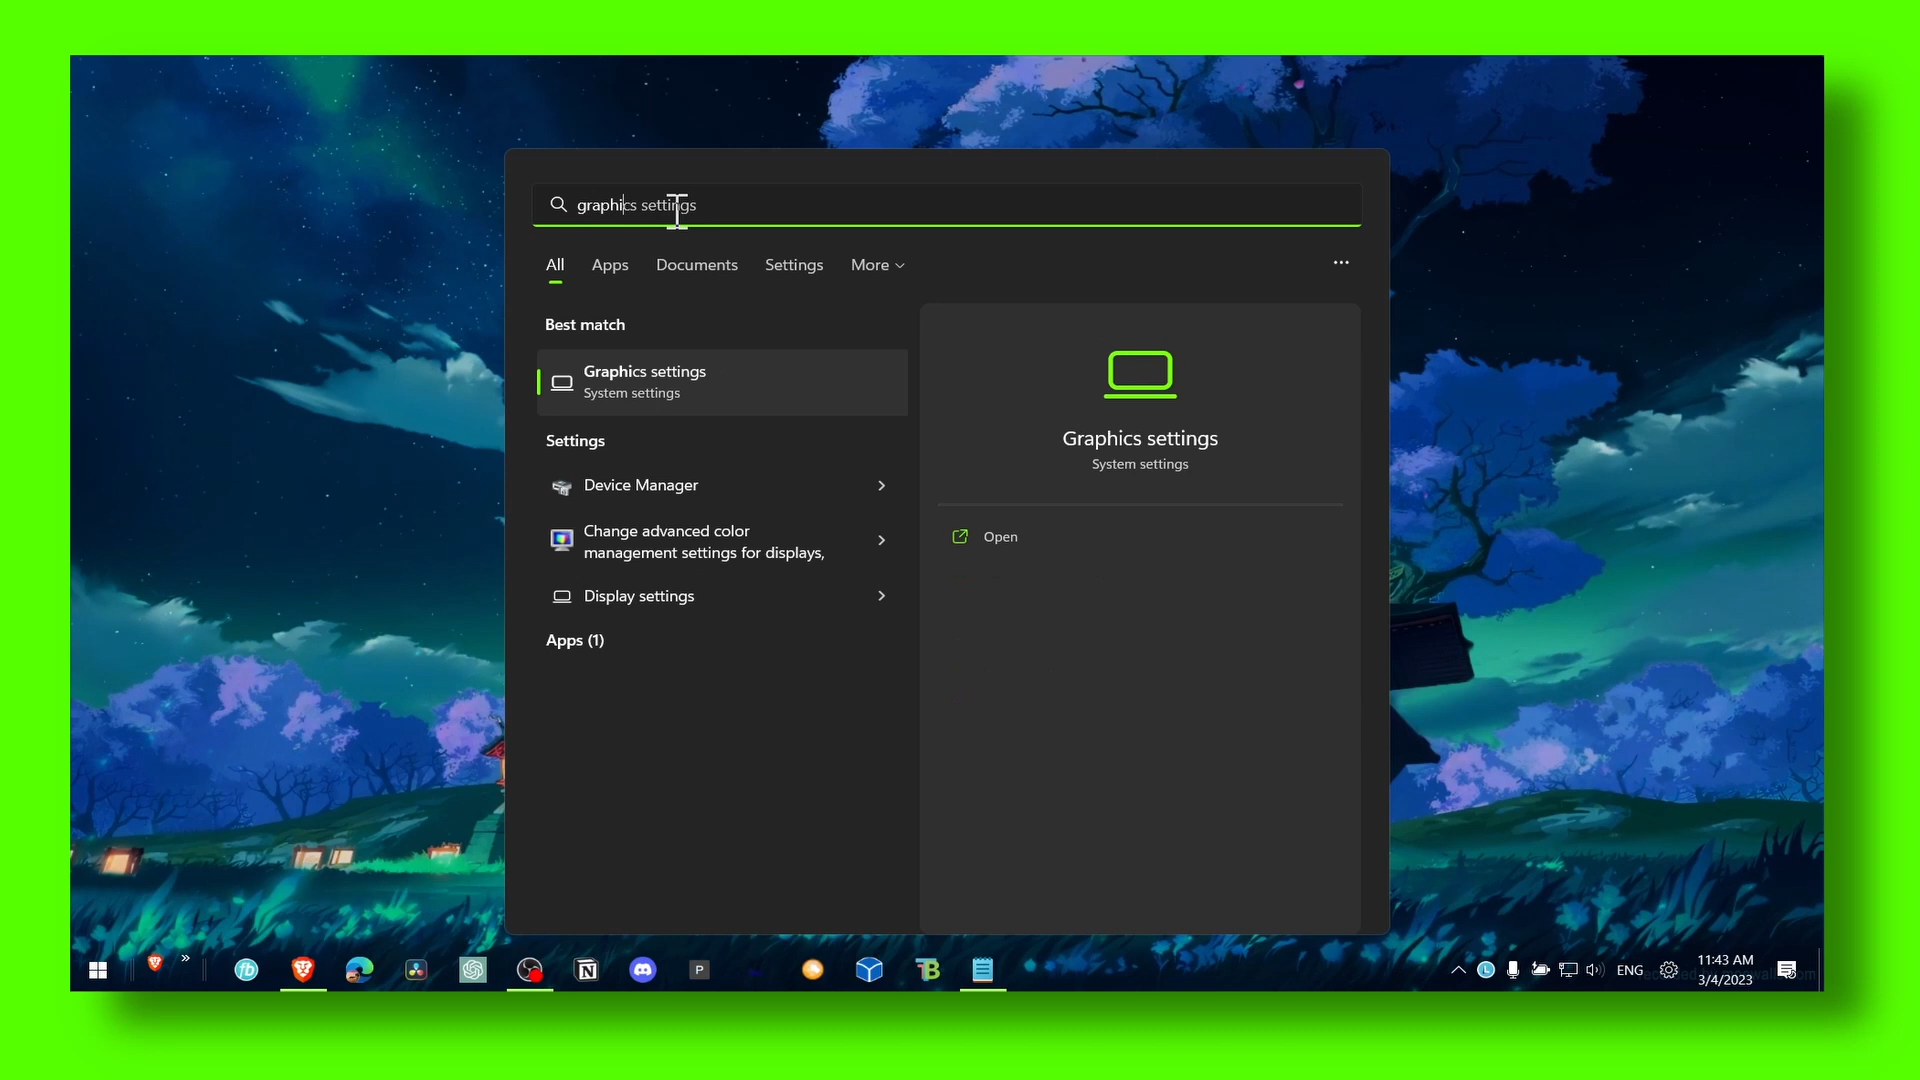 graphics settings
All Apps Documents Settings More
Best match
Graphics settings
System settings
Settings
Device Manager
Change advanced color
management settings for displays,
Display settings
Apps (1)
Graphics settings
System settings
Open
fb
N
P
TB
ENG
11:43 AM
3/4/2023